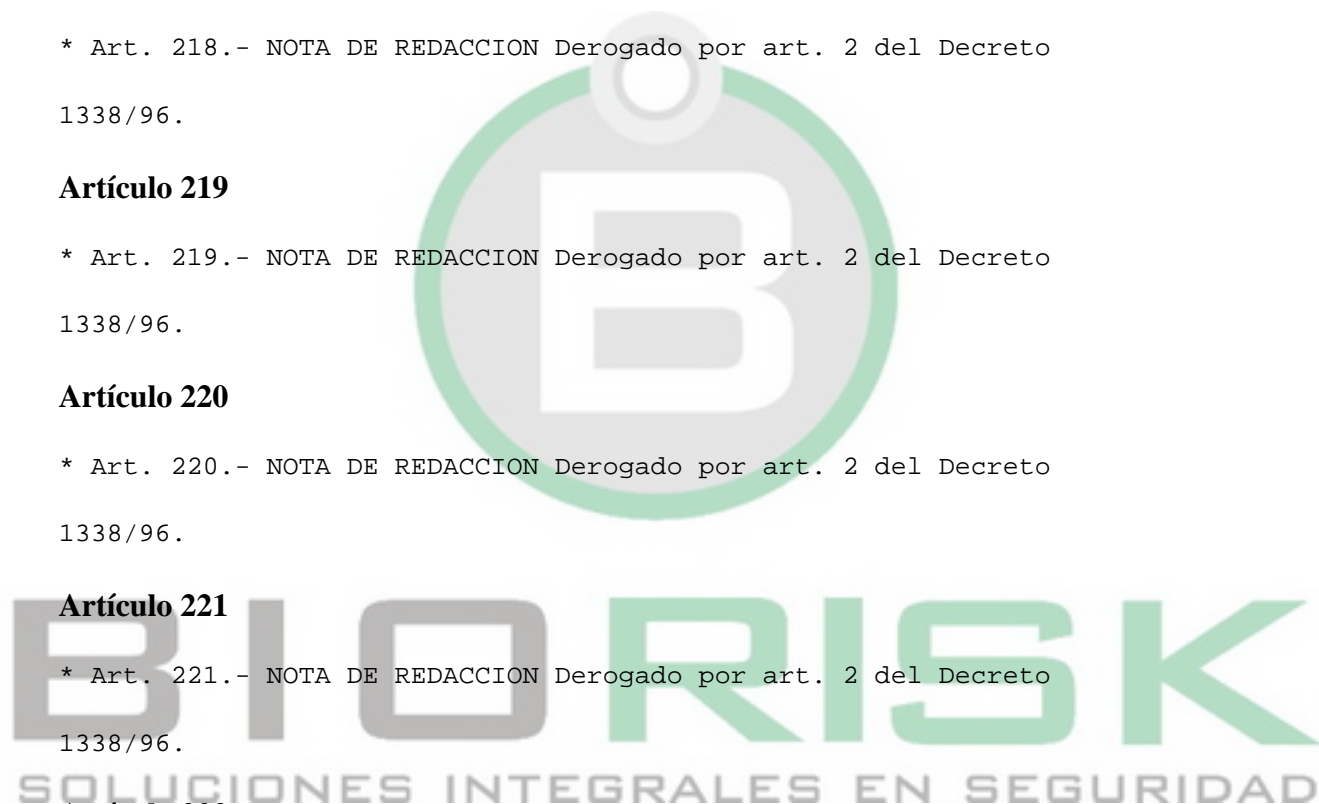 * Art. 218.- NOTA DE REDACCION Derogado por art. 2 del Decreto
1338/96.
Artículo 219
* Art. 219.- NOTA DE REDACCION Derogado por art. 2 del Decreto
1338/96.
Artículo 220
* Art. 220.- NOTA DE REDACCION Derogado por art. 2 del Decreto
1338/96.
Artículo 221
* Art. 221.- NOTA DE REDACCION Derogado por art. 2 del Decreto
1338/96.
B
BIORISK
SOLUCIONES INTEGRALES EN SEGURIDAD